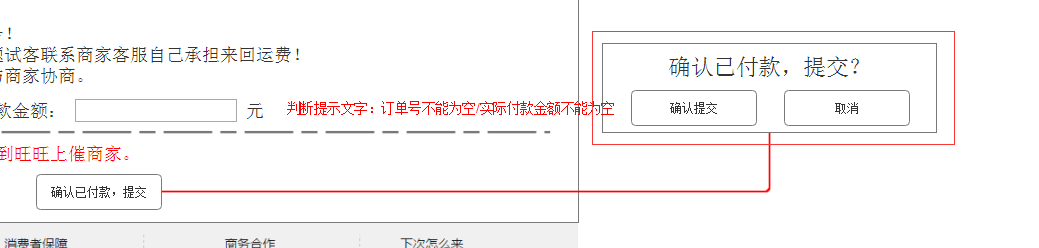 ！
试客联系商家客服自己承担来回运费！
商家协商。
款金额： 元 判断提示文字：订单号不能为空/实际付款金额不能为空
到旺旺上催商家。
确认已付款，提交
消费者保障 商务合作 下次怎么来
确认已付款，提交？
确认提交 取消